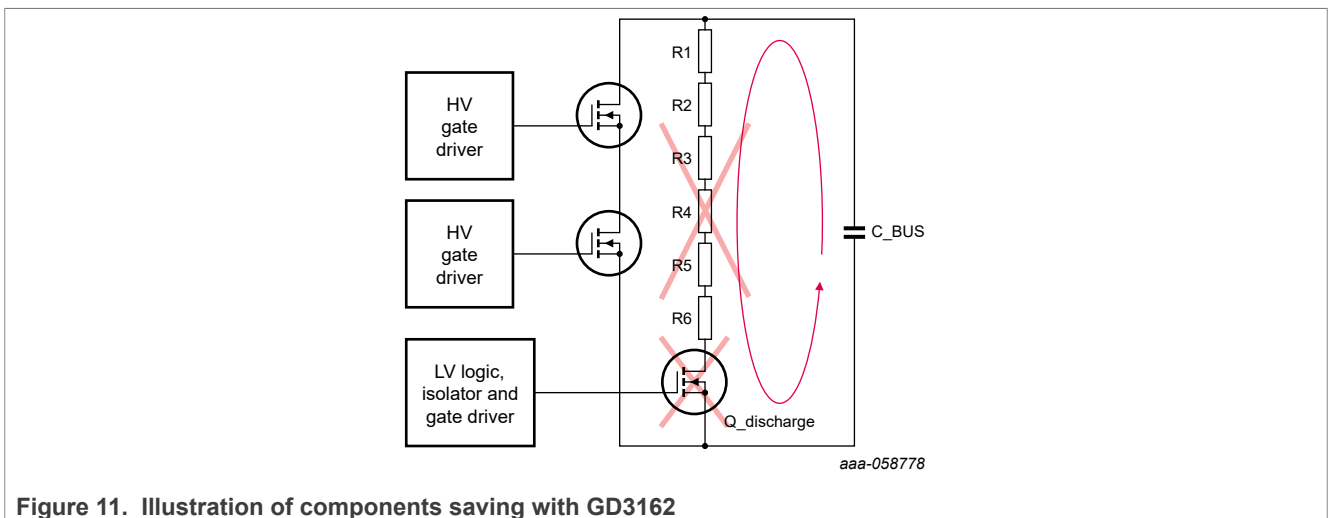 R1
HV
gate
driver
R2
R3
HV
gate
driver
R4
C_BUS
R5
R6
LV logic,
isolator and
gate driver
Q_discharge
aaa-058778
Figure 11. Illustration of components saving with GD3162